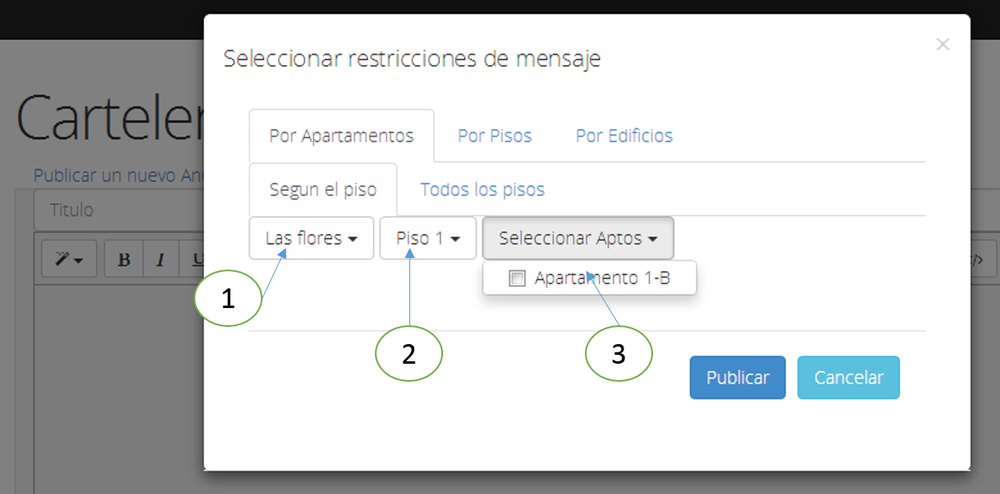 Seleccionar restricciones de mensaje
×
Carteler
Por Apartamentos Por Pisos Por Edificios
Publicar un nuevo An
Segun el piso Todos los pisos
Titulo
Las flores Piso 1 Seleccionar Aptos
B I U />
Apartamento 1-B
1
2
3
Publicar Cancelar